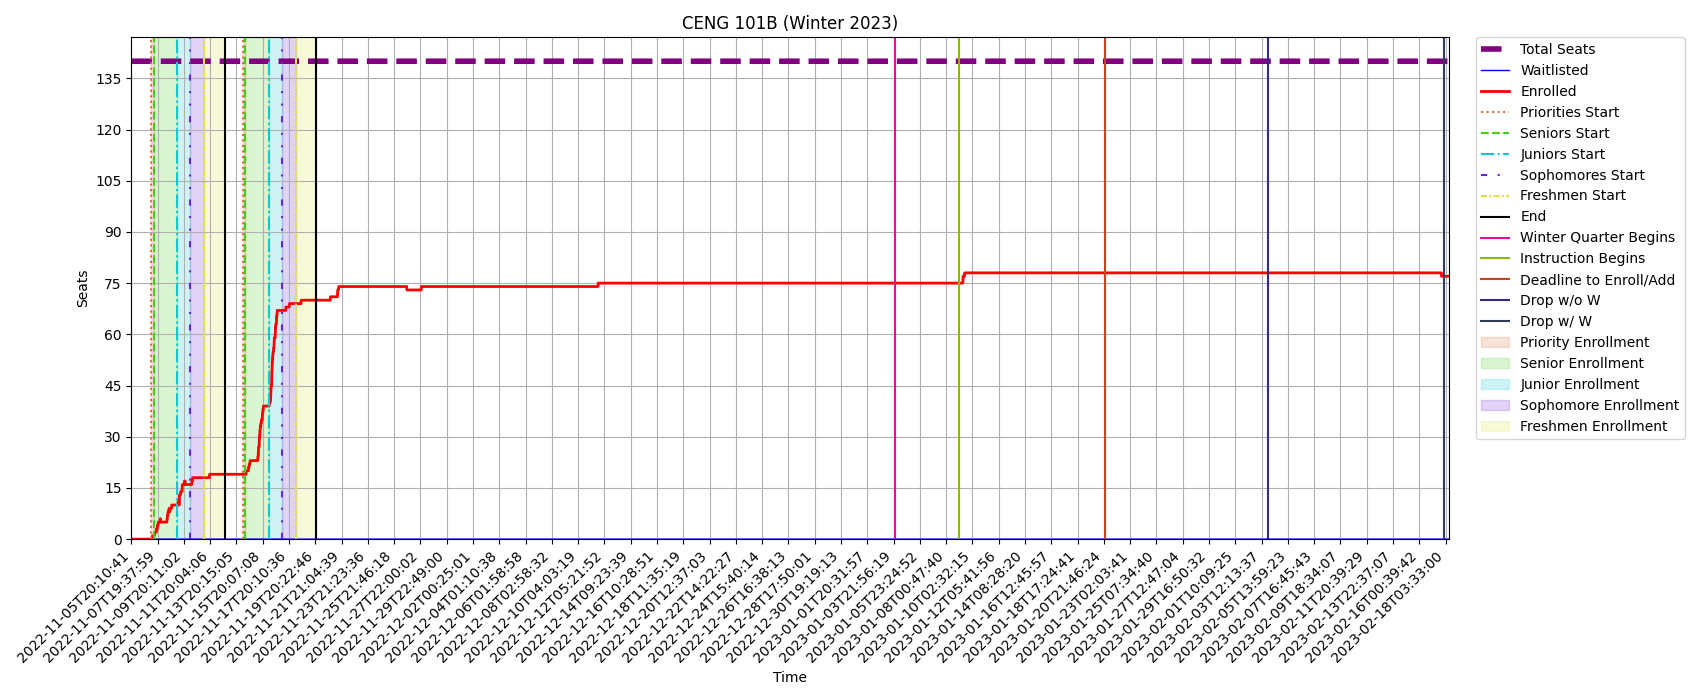 CENG 101B (Winter 2023)
Seats
135
120
105
90
75
60
45
30
15
0
2022-11-05T20:10:41
2022-11-07T19:37:59
2022-11-09T20:11:02
2022-11-11T20:04:06
2022-11-13T20:15:05
2022-11-15T20:07:08
2022-11-17T20:10:36
2022-11-19T20:22:46
2022-11-21T21:04:39
2022-11-23T21:23:36
2022-11-25T21:46:18
2022-11-27T22:00:02
2022-11-29T22:49:00
2022-12-02T00:25:01
2022-12-04T01:10:38
2022-12-06T01:58:58
2022-12-08T02:58:32
2022-12-10T04:03:19
2022-12-12T05:21:52
2022-12-14T09:23:39
2022-12-16T10:28:51
2022-12-18T11:35:19
2022-12-20T12:37:03
2022-12-22T14:22:27
2022-12-24T15:40:14
2022-12-26T16:38:13
2022-12-28T17:50:01
2022-12-30T19:19:13
2023-01-01T20:31:57
2023-01-03T21:56:19
2023-01-05T23:24:52
2023-01-08T00:47:40
2023-01-10T02:32:15
2023-01-12T05:41:56
2023-01-14T08:28:20
2023-01-16T12:45:57
2023-01-18T17:24:41
2023-01-20T21:46:24
2023-01-23T02:03:41
2023-01-25T07:34:40
2023-01-27T12:47:04
2023-01-29T16:50:32
2023-02-01T10:09:25
2023-02-03T12:13:37
2023-02-05T13:59:23
2023-02-07T16:45:43
2023-02-09T18:34:07
2023-02-11T20:39:29
2023-02-13T22:37:07
2023-02-16T00:39:42
2023-02-18T03:33:00
Time
Total Seats
Waitlisted
Enrolled
Priorities Start
Seniors Start
Juniors Start
Sophomores Start
Freshmen Start
End
Winter Quarter Begins
Instruction Begins
Deadline to Enroll/Add
Drop w/o W
Drop w/ W
Priority Enrollment
Senior Enrollment
Junior Enrollment
Sophomore Enrollment
Freshmen Enrollment